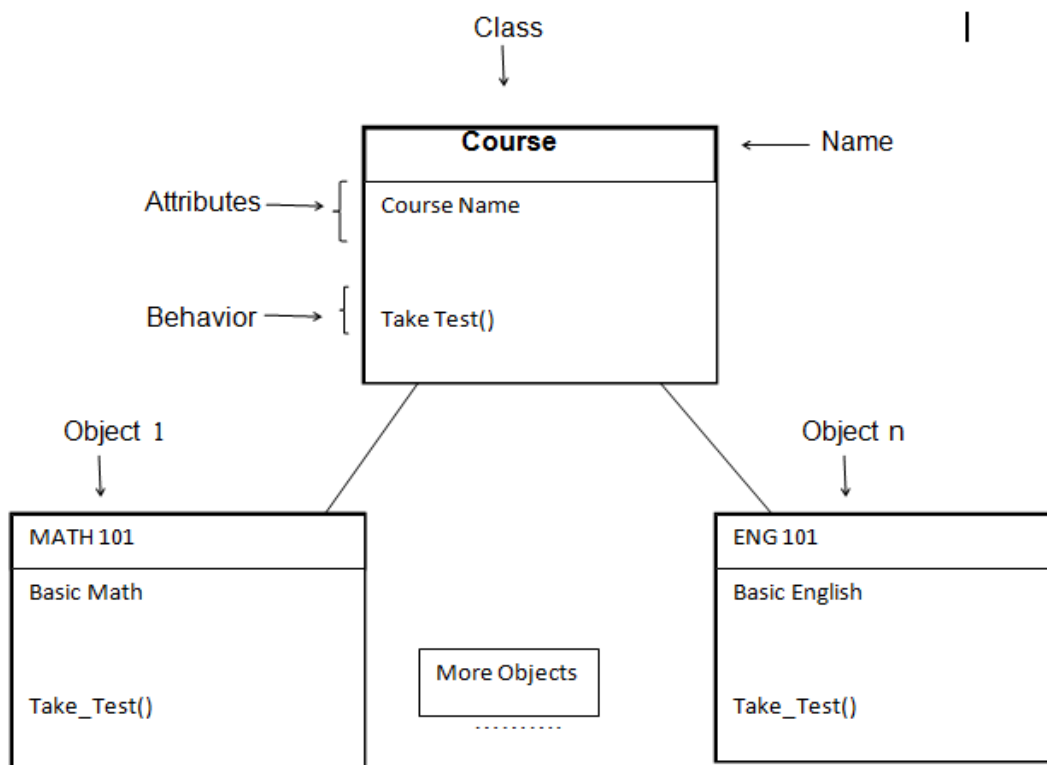 Class
Course
Name
Attributes
Course Name
Behavior
Take Test()
Object 1
Object n
MATH 101
ENG 101
Basic Math
Basic English
More Objects
Take_Test()
Take_Test()